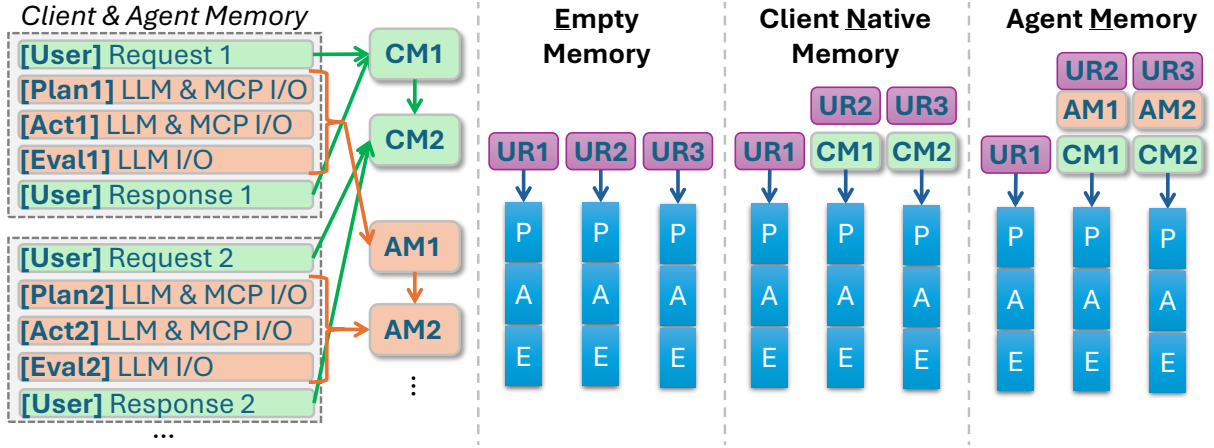 Client & Agent Memory
[User] Request 1
[Plan1] LLM & MCP I/O
[Act1] LLM & MCP I/O
[Eval1] LLM I/O
[User] Response 1
[User] Request 2
[Plan2] LLM & MCP I/O
[Act2] LLM & MCP I/O
[Eval2] LLM I/O
[User] Response 2
...
CM1
CM2
AM1
AM2
⋮
Empty
Memory
UR1 UR2 UR3
P P P
A A A
E E E
Client Native
Memory
UR2 UR3
UR1 CM1 CM2
P P P
A A A
E E E
Agent Memory
UR2 UR3
AM1 AM2
UR1 CM1 CM2
P P P
A A A
E E E